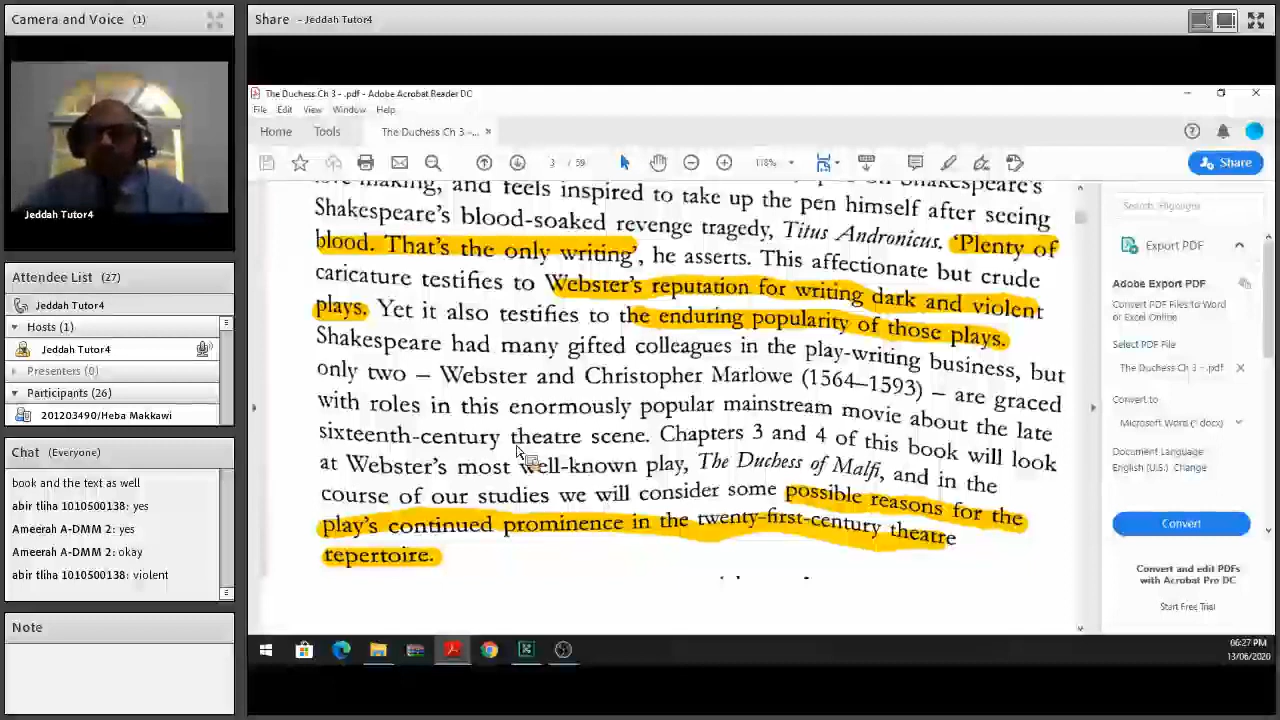 Camera and Voice (1)
Jeddah Tutor4
Attendee List (27)
Jeddah Tutor4
Hosts (1)
Jeddah Tutor4
Presenters (0)
Participants (26)
201203490/Heba Makkawi
Chat (Everyone)
book and the text as well
abir tliha 1010500138: yes
Ameerah A-DMM 2: yes
Ameerah A-DMM 2: okay
abir tliha 1010500138: violent
Note
Share - Jeddah Tutor4
The Duchess Ch 3 - .pdf - Adobe Acrobat Reader DC
File Edit View Window Help
Home Tools The Duchess Ch 3 -... ×
3 / 59 118% Share
making, and feels inspired to take up the pen himself after seeing
Shakespeare's blood-soaked revenge tragedy, Titus Andronicus. 'Plenty of
blood. That's the only writing', he asserts. This affectionate but crude
caricature testifies to Webster's reputation for writing dark and violent
plays. Yet it also testifies to the enduring popularity of those plays.
Shakespeare had many gifted colleagues in the play-writing business, but
only two – Webster and Christopher Marlowe (1564–1593) – are graced
with roles in this enormously popular mainstream movie about the late
sixteenth-century theatre scene. Chapters 3 and 4 of this book will look
at Webster's most well-known play, The Duchess of Malfi, and in the
course of our studies we will consider some possible reasons for the
play's continued prominence in the twenty-first-century theatre
repertoire.
Export PDF
Adobe Export PDF
Convert PDF Files to Word
or Excel Online
Select PDF File
The Duchess Ch 3 - .pdf
Convert to
Microsoft Word (*.docx)
Document Language:
English (U.S.) Change
Convert
Convert and edit PDFs
with Acrobat Pro DC
Start Free Trial
06:27 PM
13/06/2020